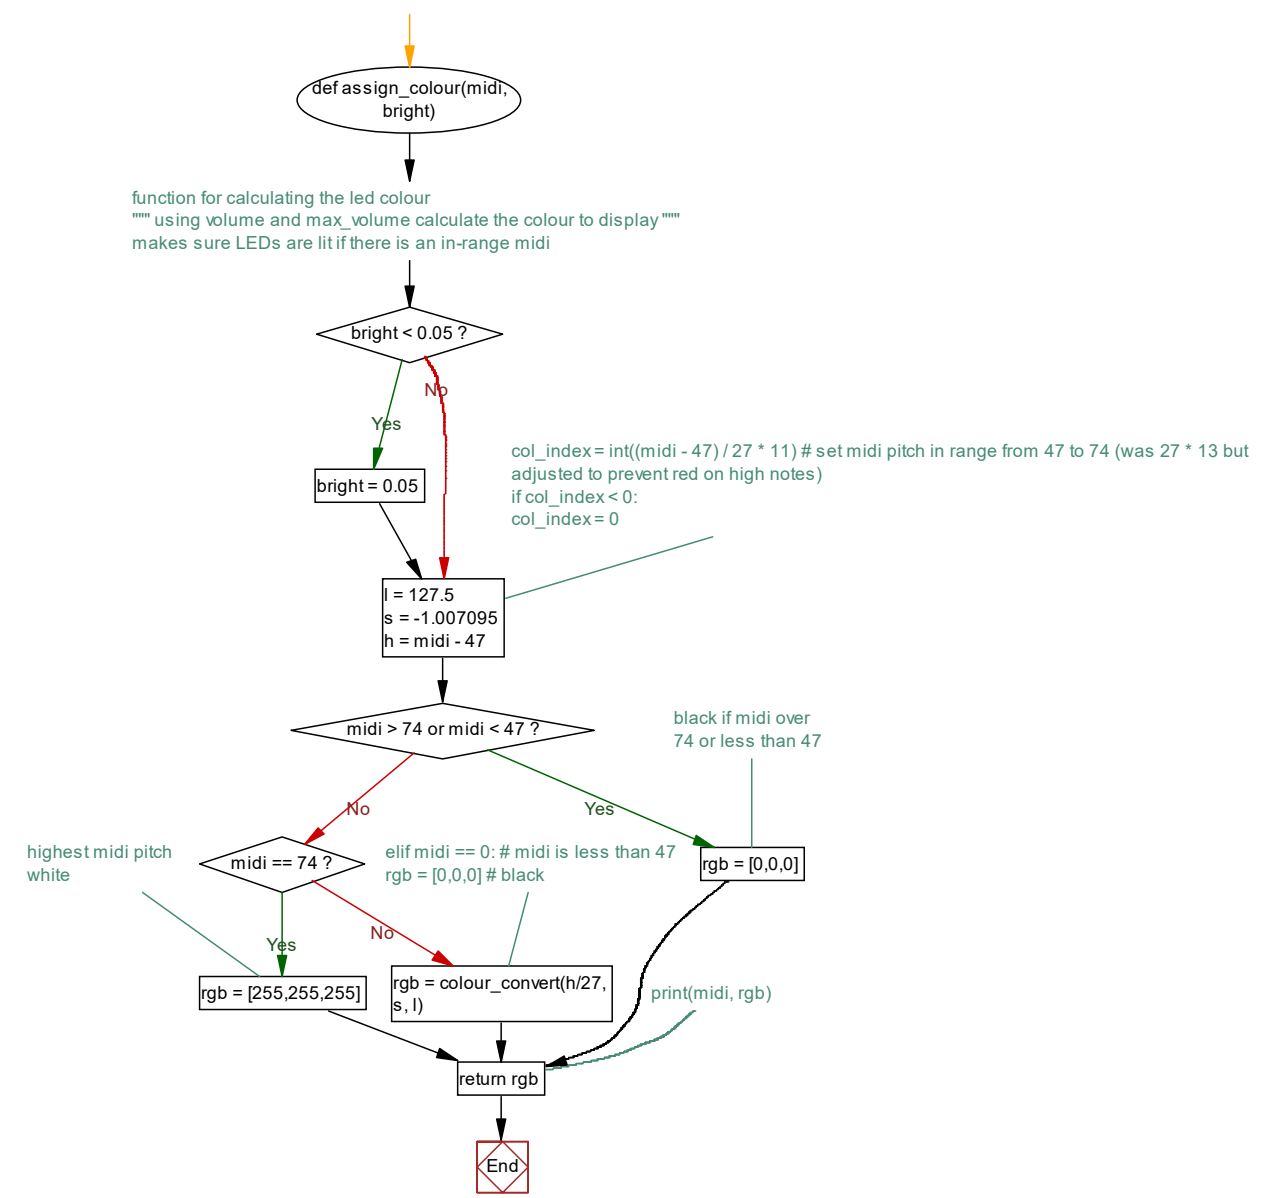 def assign_colour(midi,
bright)
function for calculating the led colour
""" using volume and max_volume calculate the colour to display """
makes sure LEDs are lit if there is an in-range midi
bright < 0.05 ?
No
Yes
bright = 0.05
col_index = int((midi - 47) / 27 * 11) # set midi pitch in range from 47 to 74 (was 27 * 13 but
adjusted to prevent red on high notes)
if col_index < 0:
col_index = 0
l = 127.5
s = -1.007095
h = midi - 47
midi > 74 or midi < 47 ?
black if midi over
74 or less than 47
No
Yes
highest midi pitch
white
midi == 74 ?
elif midi == 0: # midi is less than 47
rgb = [0,0,0] # black
rgb = [0,0,0]
Yes
No
rgb = [255,255,255]
rgb = colour_convert(h/27,
s, l)
print(midi, rgb)
return rgb
End